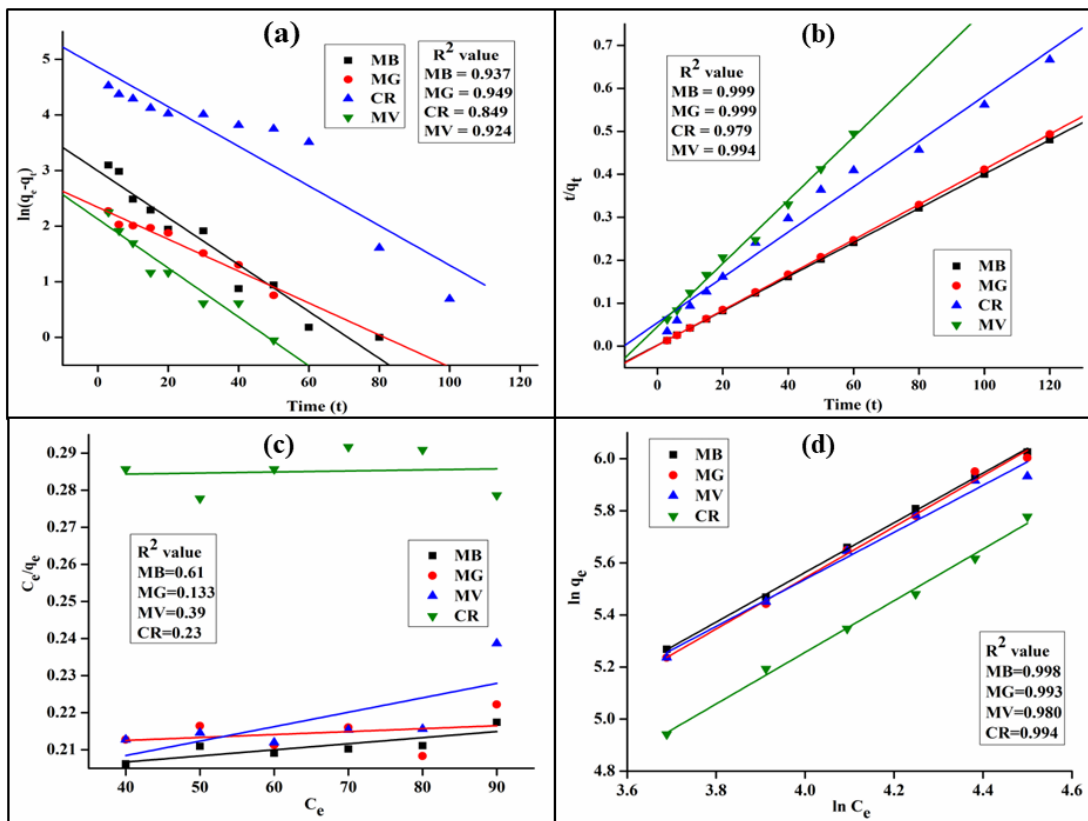 (a)
MB
MG
CR
MV
R² value
MB = 0.937
MG = 0.949
CR = 0.849
MV = 0.924
ln(qe-qt)
5
4
3
2
1
0
0 20 40 60 80 100 120
Time (t)
(b)
R² value
MB = 0.999
MG = 0.999
CR = 0.979
MV = 0.994
MB
MG
CR
MV
t/qt
0.7
0.6
0.5
0.4
0.3
0.2
0.1
0.0
0 20 40 60 80 100 120
Time (t)
(c)
R² value
MB=0.61
MG=0.133
MV=0.39
CR=0.23
MB
MG
MV
CR
Ce/qe
0.29
0.28
0.27
0.26
0.24
0.23
0.22
0.21
40 50 60 70 80 90
Ce
(d)
MB
MG
MV
CR
R² value
MB=0.998
MG=0.993
MV=0.980
CR=0.994
ln qe
6.0
5.8
5.6
5.4
5.2
5.0
4.8
3.6 3.8 4.0 4.2 4.4 4.6
ln Ce